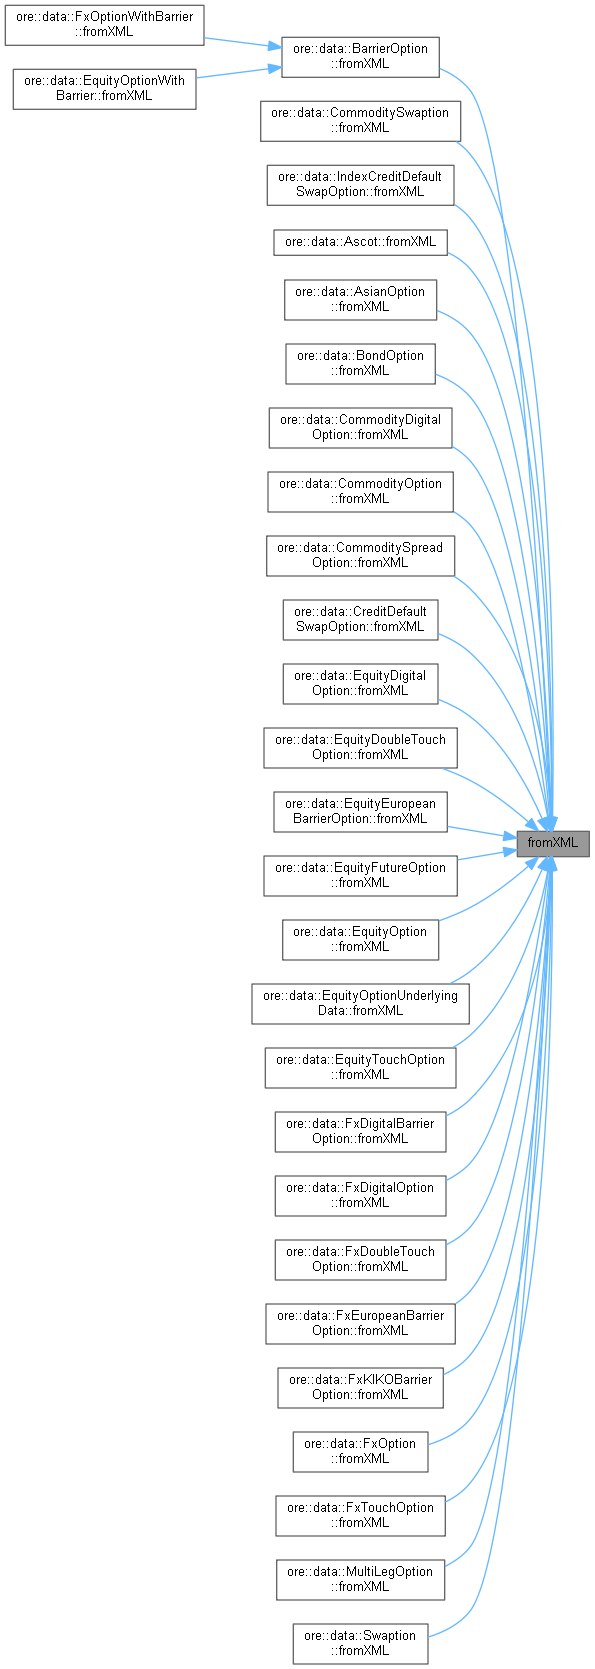 ore::data::FxOptionWithBarrier
::fromXML
ore::data::EquityOptionWith
Barrier::fromXML
ore::data::BarrierOption
::fromXML
ore::data::CommoditySwaption
::fromXML
ore::data::IndexCreditDefault
SwapOption::fromXML
ore::data::Ascot::fromXML
ore::data::AsianOption
::fromXML
ore::data::BondOption
::fromXML
ore::data::CommodityDigital
Option::fromXML
ore::data::CommodityOption
::fromXML
ore::data::CommoditySpread
Option::fromXML
ore::data::CreditDefault
SwapOption::fromXML
ore::data::EquityDigital
Option::fromXML
ore::data::EquityDoubleTouch
Option::fromXML
ore::data::EquityEuropean
BarrierOption::fromXML
fromXML
ore::data::EquityFutureOption
::fromXML
ore::data::EquityOption
::fromXML
ore::data::EquityOptionUnderlying
Data::fromXML
ore::data::EquityTouchOption
::fromXML
ore::data::FxDigitalBarrier
Option::fromXML
ore::data::FxDigitalOption
::fromXML
ore::data::FxDoubleTouch
Option::fromXML
ore::data::FxEuropeanBarrier
Option::fromXML
ore::data::FxKIKOBarrier
Option::fromXML
ore::data::FxOption
::fromXML
ore::data::FxTouchOption
::fromXML
ore::data::MultiLegOption
::fromXML
ore::data::Swaption
::fromXML